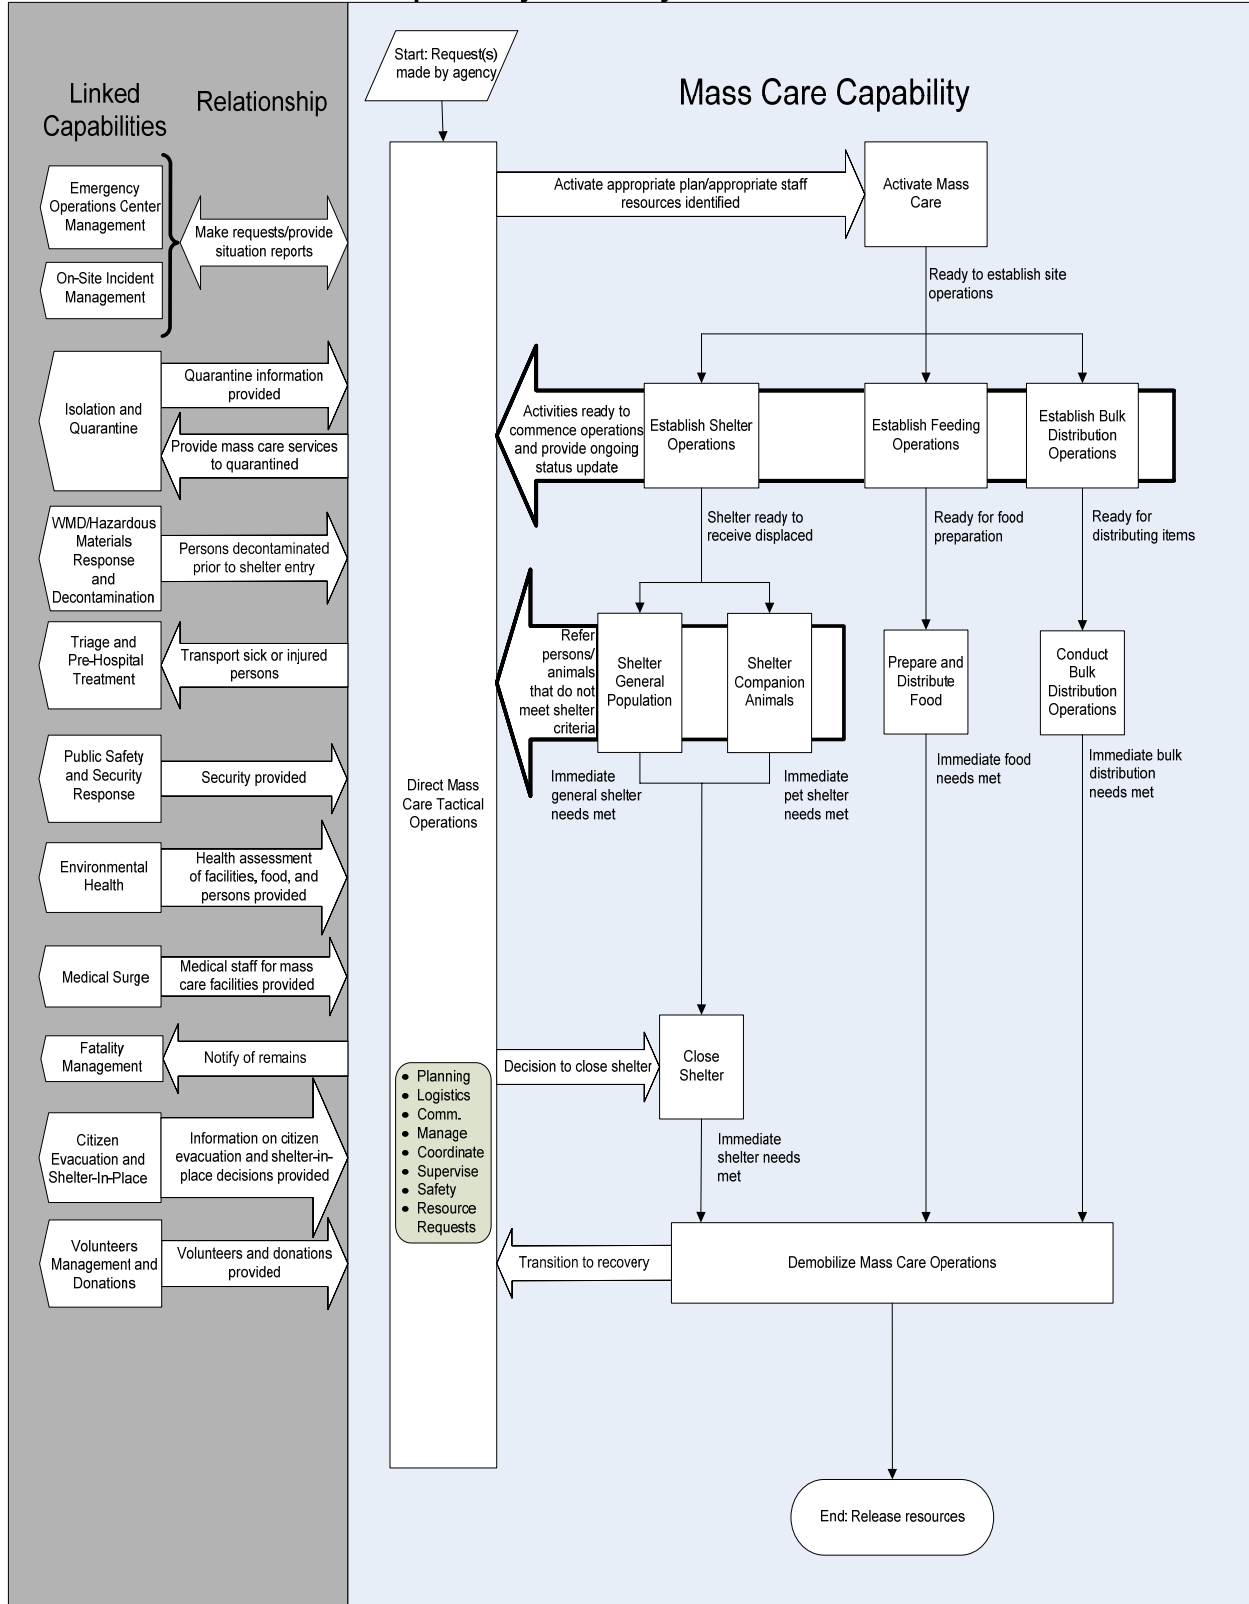 Linked
Capabilities
Relationship
Emergency
Operations Center
Management
On-Site Incident
Management
Make requests/provide
situation reports
Isolation and
Quarantine
Quarantine information
provided
Provide mass care services
to quarantined
WMD/Hazardous
Materials
Response
and
Decontamination
Persons decontaminated
prior to shelter entry
Triage and
Pre-Hospital
Treatment
Transport sick or injured
persons
Public Safety
and Security
Response
Security provided
Environmental
Health
Health assessment
of facilities, food, and
persons provided
Medical Surge
Medical staff for mass
care facilities provided
Fatality
Management
Notify of remains
Citizen
Evacuation and
Shelter-In-Place
Information on citizen
evacuation and shelter-in-
place decisions provided
Volunteers
Management and
Donations
Volunteers and donations
provided
Start: Request(s)
made by agency
Mass Care Capability
Activate appropriate plan/appropriate staff
resources identified
Activate Mass
Care
Ready to establish site
operations
Activities ready to
commence operations
and provide ongoing
status update
Establish Shelter
Operations
Establish Feeding
Operations
Establish Bulk
Distribution
Operations
Shelter ready to
receive displaced
Ready for food
preparation
Ready for
distributing items
Refer
persons/
animals
that do not
meet shelter
criteria
Shelter
General
Population
Shelter
Companion
Animals
Prepare and
Distribute
Food
Conduct
Bulk
Distribution
Operations
Immediate
general shelter
needs met
Immediate
pet shelter
needs met
Immediate food
needs met
Immediate bulk
distribution
needs met
Direct Mass
Care Tactical
Operations
• Planning
• Logistics
• Comm.
• Manage
• Coordinate
• Supervise
• Safety
• Resource
Requests
Decision to close shelter
Close
Shelter
Immediate
shelter needs
met
Transition to recovery
Demobilize Mass Care Operations
End: Release resources